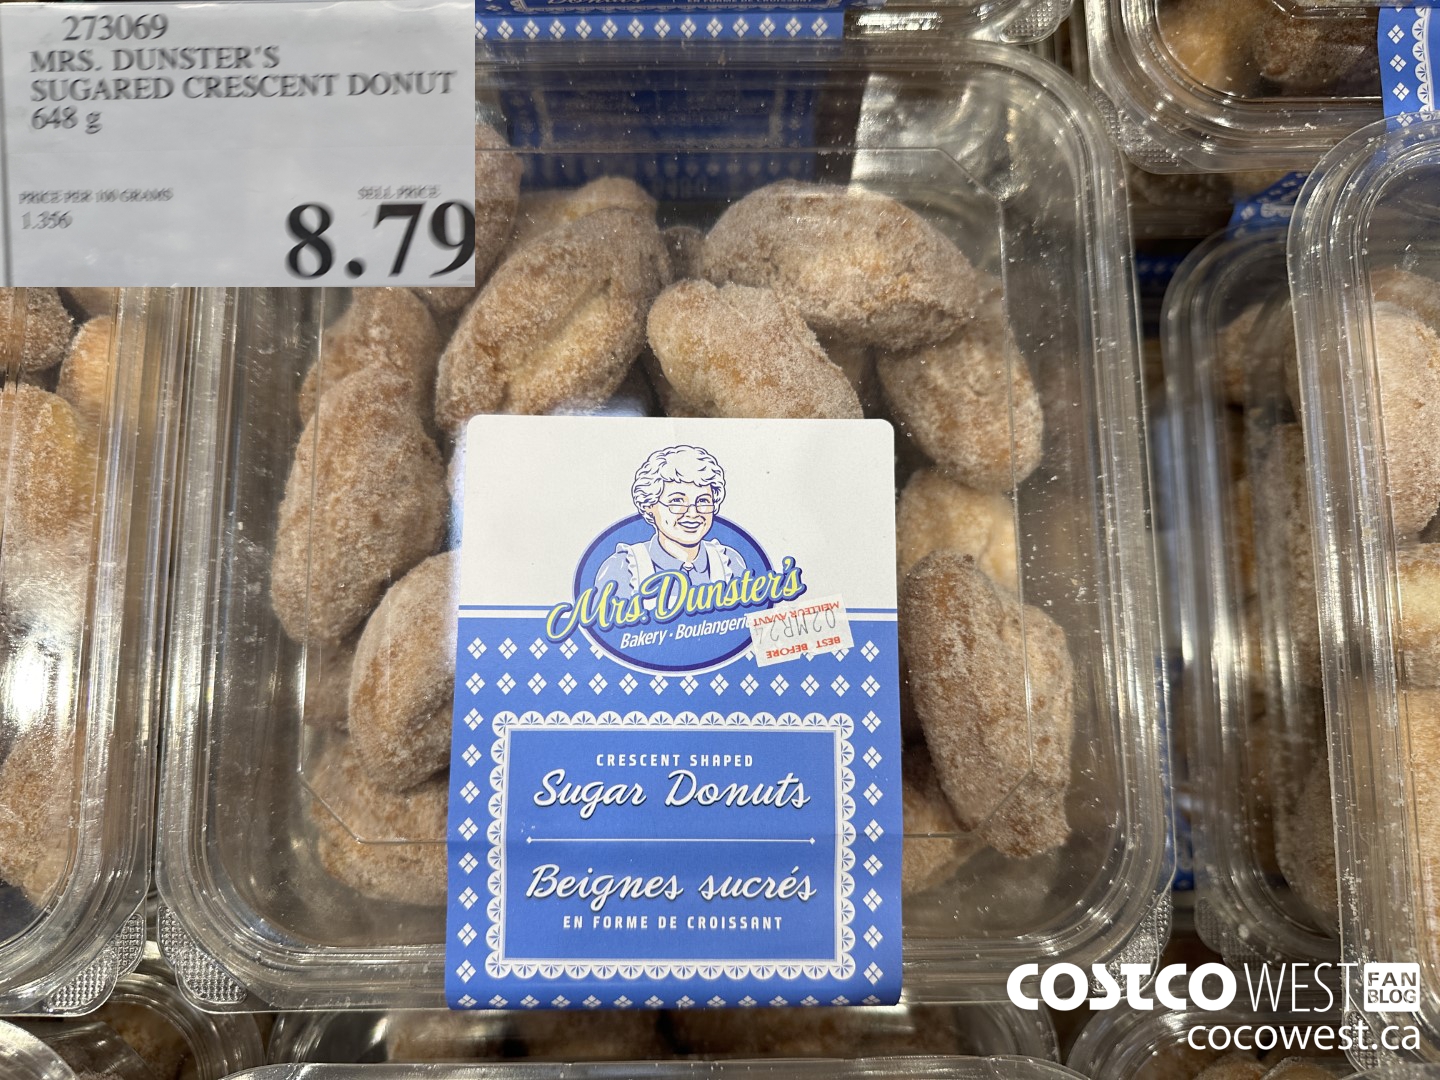 273069
MRS. DUNSTER'S
SUGARED CRESCENT DONUT
648 g
PRICE PER 100 GRAMS
1.356
SELL PRICE
8.79
Mrs. Dunster's
Bakery · Boulangerie
MEILLEUR AVANT
02MR24
BEST BEFORE
CRESCENT SHAPED
Sugar Donuts
Beignes sucrés
EN FORME DE CROISSANT
COSTCO WEST FAN BLOG
cocowest.ca